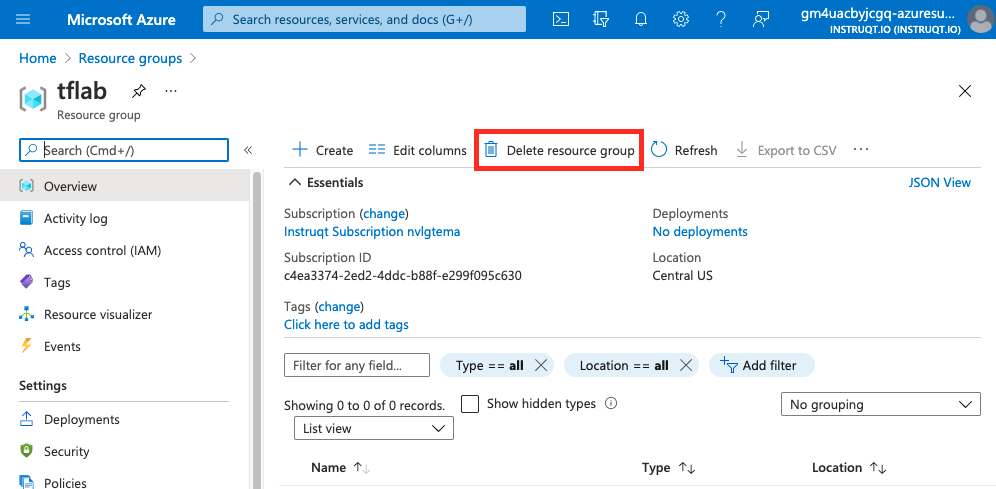 Microsoft Azure
Search resources, services, and docs (G+/)
gm4uacbyjcgq-azuresu...
INSTRUQT.IO (INSTRUQT.IO)
Home > Resource groups >
tflab
Resource group
Search (Cmd+/)
«
Create
Edit columns
Delete resource group
Refresh
Export to CSV
Overview
Activity log
Access control (IAM)
Tags
Resource visualizer
Events
Settings
Deployments
Security
Policies
Essentials
JSON View
Subscription (change)
Instruqt Subscription nvlgtema
Subscription ID
c4ea3374-2ed2-4ddc-b88f-e299f095c630
Tags (change)
Click here to add tags
Deployments
No deployments
Location
Central US
Filter for any field...
Type == all
Location == all
Add filter
Showing 0 to 0 of 0 records.
Show hidden types
No grouping
List view
Name ↑↓
Type ↑↓
Location ↑↓